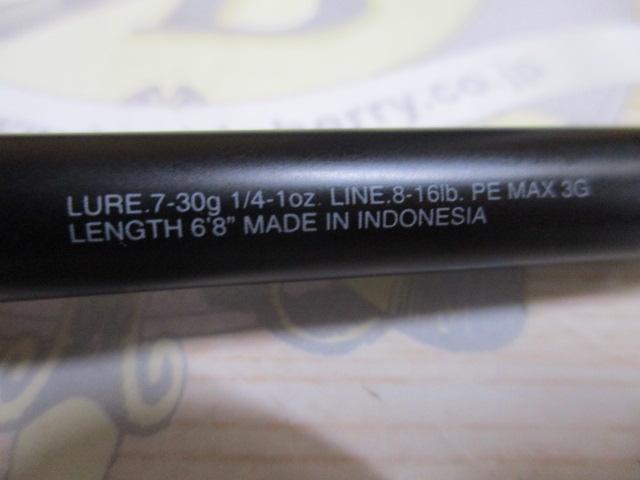 LURE.7-30g 1/4-1oz. LINE.8-16lb. PE MAX 3G
LENGTH 6'8" MADE IN INDONESIA